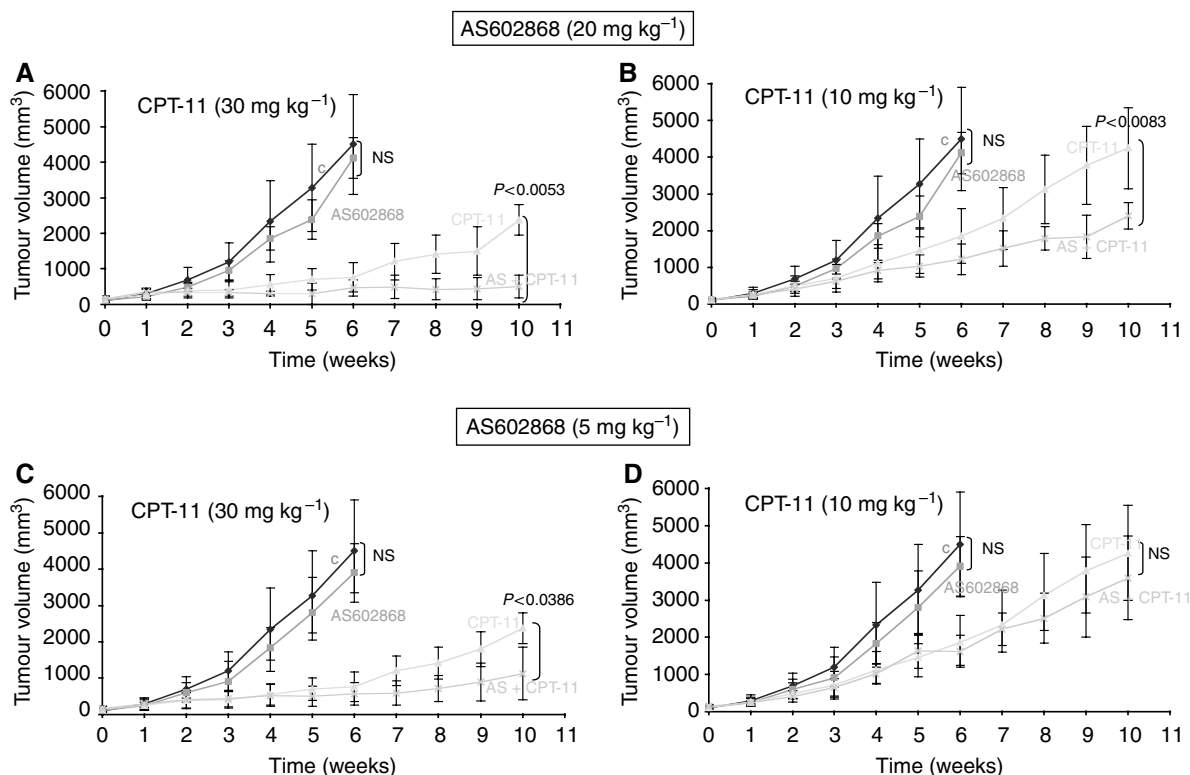 AS602868 (20 mg kg⁻¹)
A
CPT-11 (30 mg kg⁻¹)
Tumour volume (mm³)
6000
5000
4000
3000
2000
1000
0
c
NS
AS602868
P<0.0053
CPT-11
AS + CPT-11
0 1 2 3 4 5 6 7 8 9 10 11
Time (weeks)
B
CPT-11 (10 mg kg⁻¹)
Tumour volume (mm³)
6000
5000
4000
3000
2000
1000
0
c
NS
AS602868
P<0.0083
CPT-11
AS + CPT-11
0 1 2 3 4 5 6 7 8 9 10 11
Time (weeks)
AS602868 (5 mg kg⁻¹)
C
CPT-11 (30 mg kg⁻¹)
Tumour volume (mm³)
6000
5000
4000
3000
2000
1000
0
c
NS
AS602868
P<0.0386
CPT-11
AS + CPT-11
0 1 2 3 4 5 6 7 8 9 10 11
Time (weeks)
D
CPT-11 (10 mg kg⁻¹)
Tumour volume (mm³)
6000
5000
4000
3000
2000
1000
0
c
NS
AS602868
CPT-11
NS
AS + CPT-11
0 1 2 3 4 5 6 7 8 9 10 11
Time (weeks)